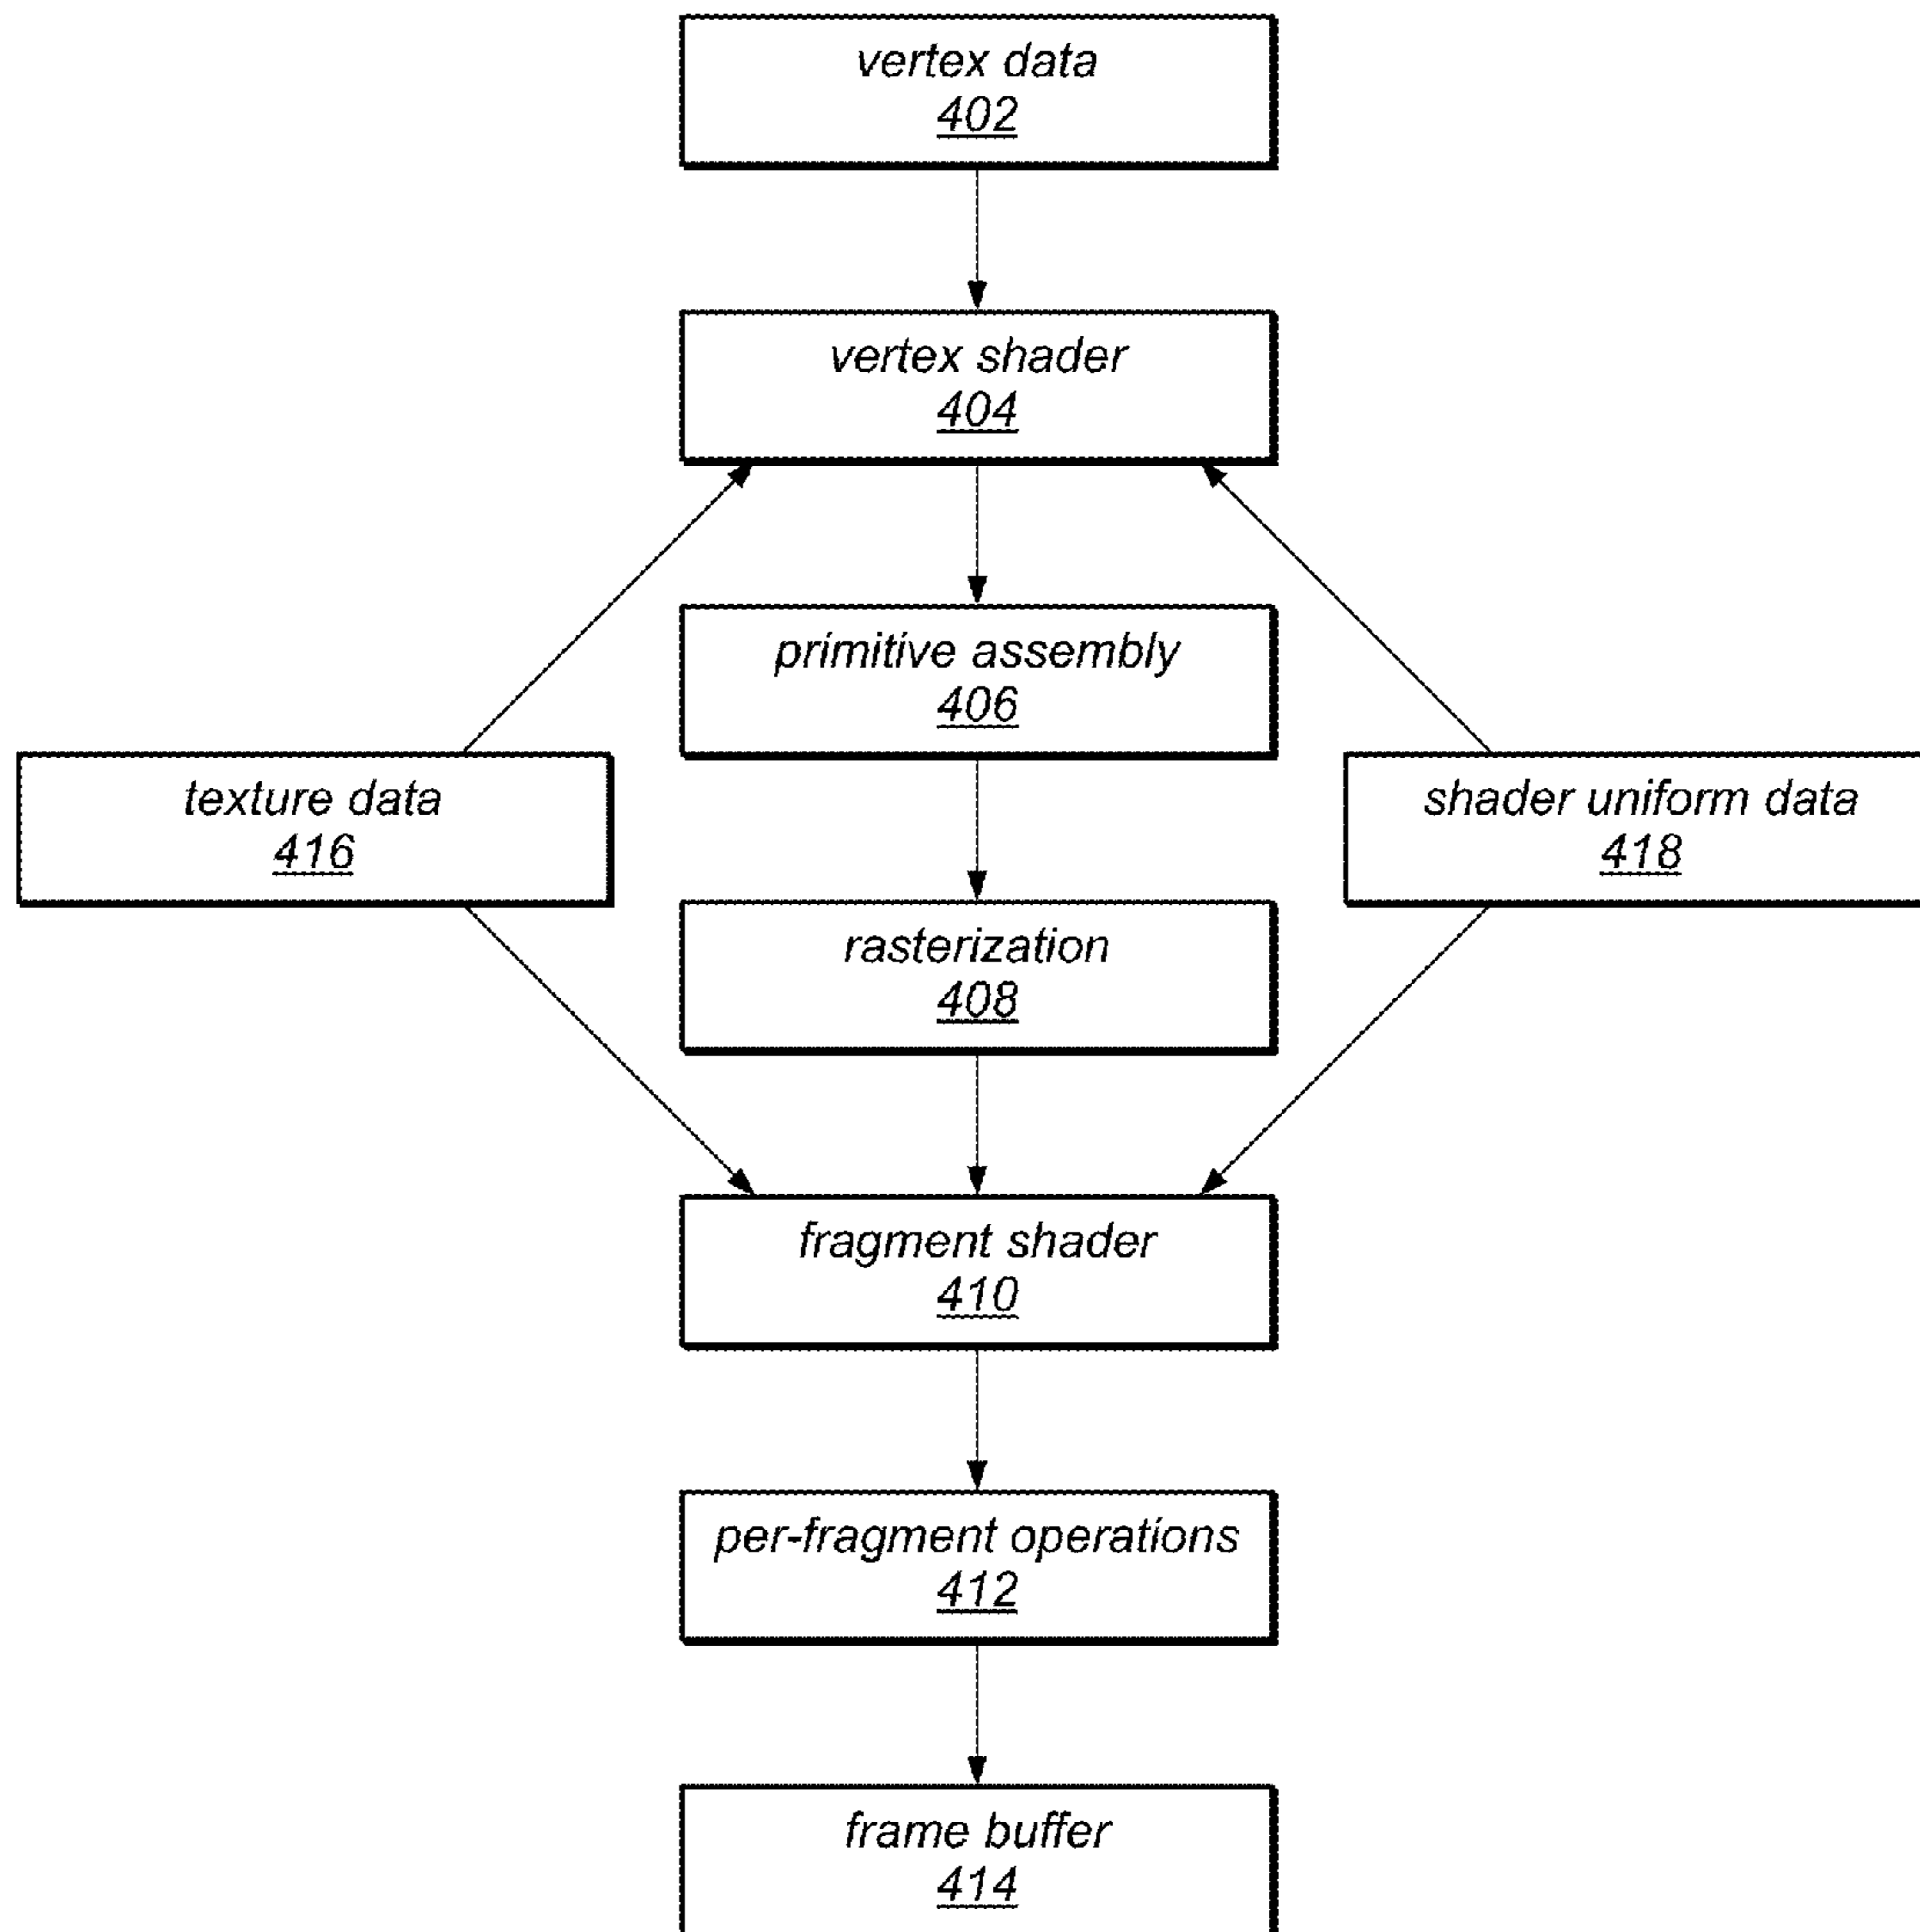 vertex data
402
vertex shader
404
primitive assembly
406
texture data
416
shader uniform data
418
rasterization
408
fragment shader
410
per-fragment operations
412
frame buffer
414